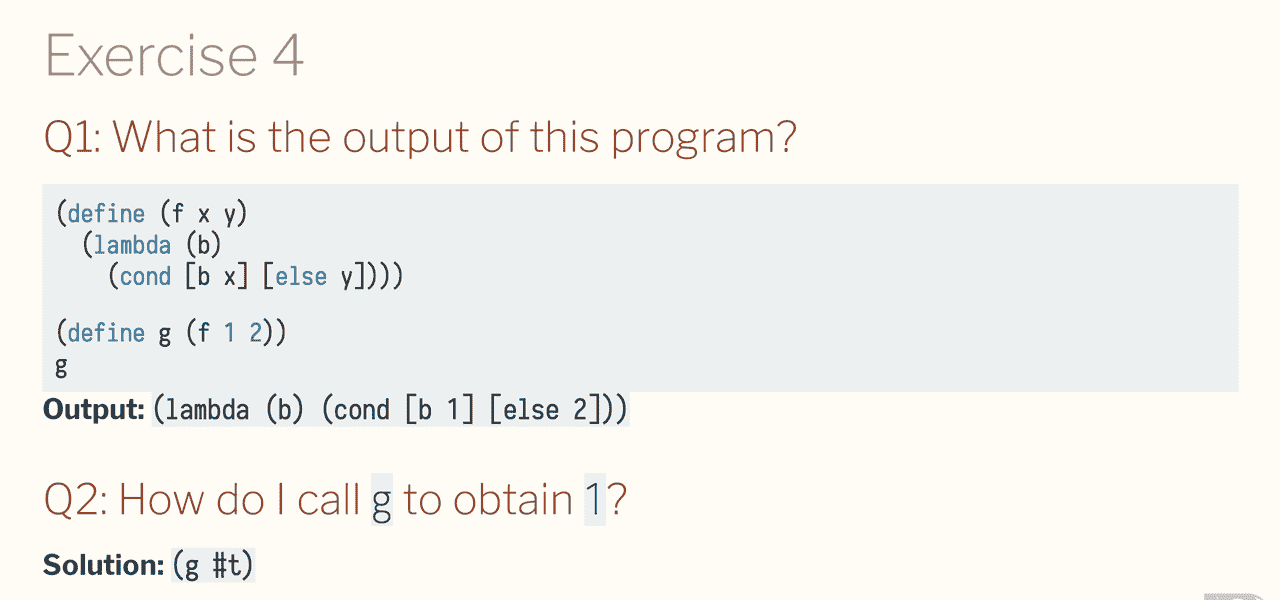 Exercise 4
Q1: What is the output of this program?
(define (f x y)
  (lambda (b)
    (cond [b x] [else y])))
(define g (f 1 2))
g
Output: (lambda (b) (cond [b 1] [else 2]))
Q2: How do I call g to obtain 1?
Solution: (g #t)